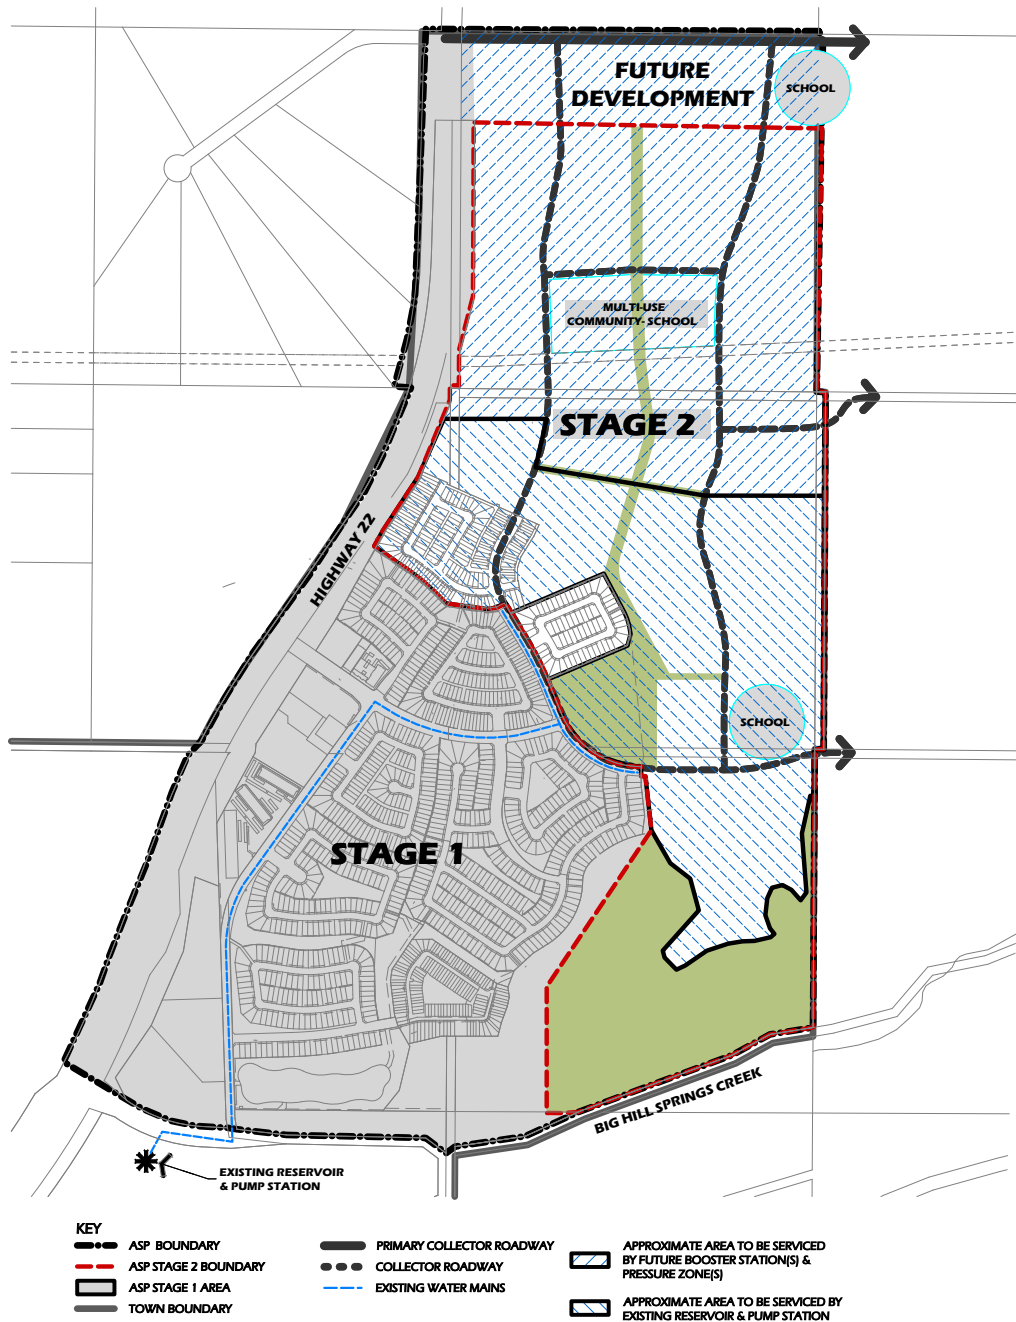 FUTURE
DEVELOPMENT
SCHOOL
MULTI-USE
COMMUNITY- SCHOOL
STAGE 2
HIGHWAY 22
SCHOOL
STAGE 1
BIG HILL SPRINGS CREEK
EXISTING RESERVOIR
& PUMP STATION
KEY
ASP BOUNDARY
ASP STAGE 2 BOUNDARY
ASP STAGE 1 AREA
TOWN BOUNDARY
PRIMARY COLLECTOR ROADWAY
COLLECTOR ROADWAY
EXISTING WATER MAINS
APPROXIMATE AREA TO BE SERVICED
BY FUTURE BOOSTER STATION(S) &
PRESSURE ZONE(S)
APPROXIMATE AREA TO BE SERVICED BY
EXISTING RESERVOIR & PUMP STATION